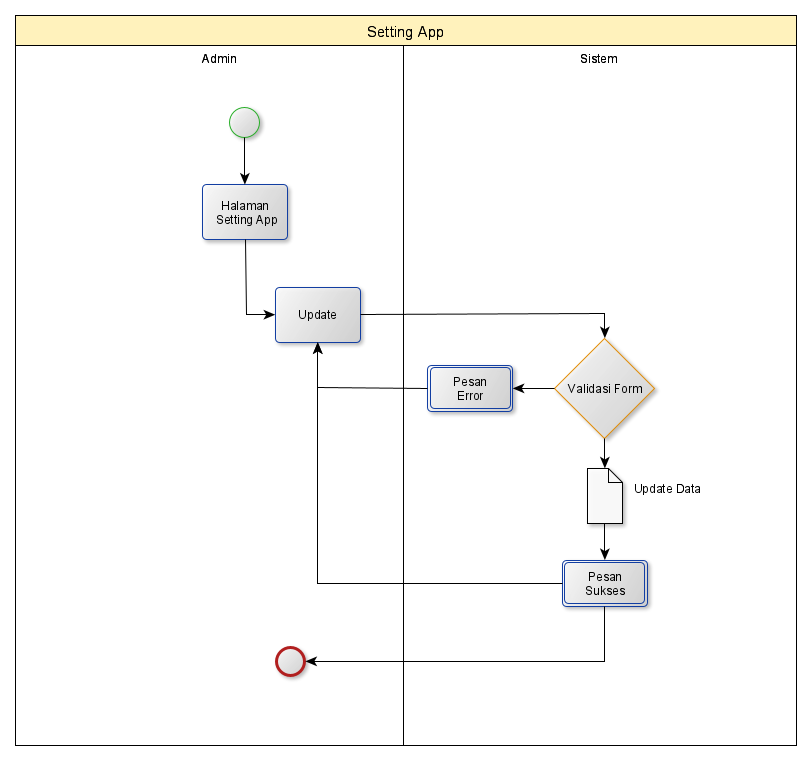 Setting App
Admin
Sistem
Halaman
Setting App
Update
Validasi Form
Pesan
Error
Update Data
Pesan
Sukses